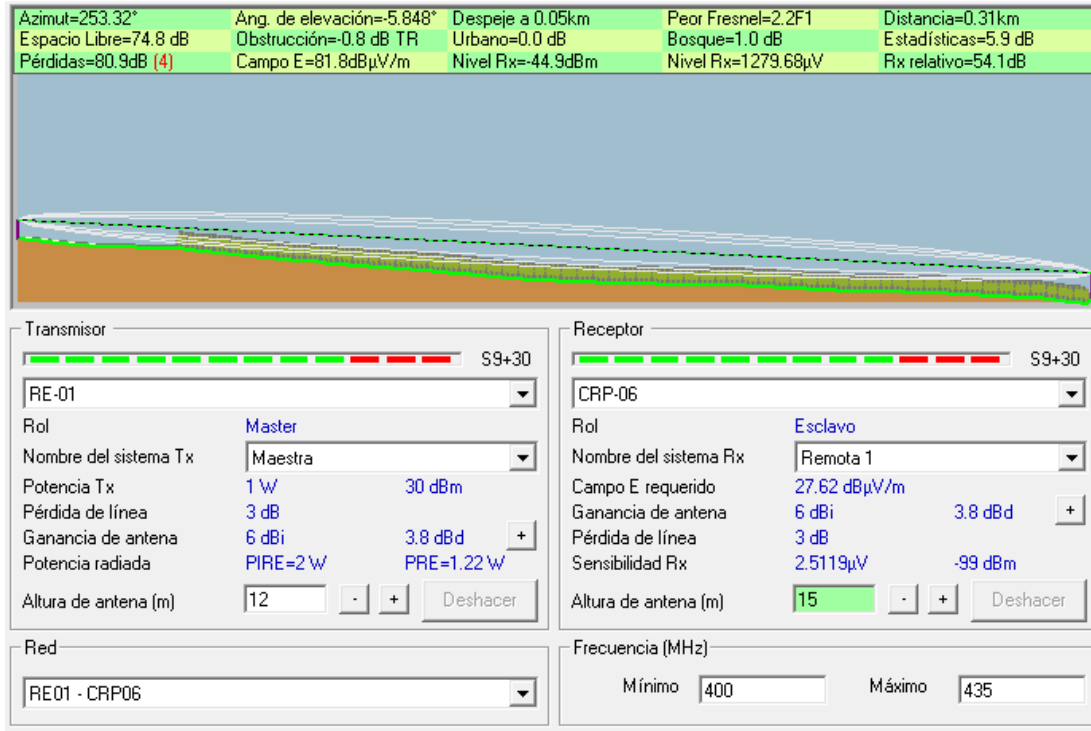 Azimut=253.32° Ang. de elevación=-5.848° Despeje a 0.05km Peor Fresnel=2.2F1 Distancia=0.31km
Espacio Libre=74.8 dB Obstrucción=-0.8 dB TR Urbano=0.0 dB Bosque=1.0 dB Estadísticas=5.9 dB
Pérdidas=80.9dB (4) Campo E=81.8dBµV/m Nivel Rx=-44.9dBm Nivel Rx=1279.68µV Rx relativo=54.1dB
Transmisor
S9+30
RE-01
Rol Master
Nombre del sistema Tx Maestra
Potencia Tx 1 W 30 dBm
Pérdida de línea 3 dB
Ganancia de antena 6 dBi 3.8 dBd +
Potencia radiada PIRE=2 W PRE=1.22 W
Altura de antena (m) 12 - + Deshacer
Red
RE01 - CRP06
Receptor
S9+30
CRP-06
Rol Esclavo
Nombre del sistema Rx Remota 1
Campo E requerido 27.62 dBµV/m
Ganancia de antena 6 dBi 3.8 dBd +
Pérdida de línea 3 dB
Sensibilidad Rx 2.5119µV -99 dBm
Altura de antena (m) 15 - + Deshacer
Frecuencia (MHz)
Mínimo 400 Máximo 435